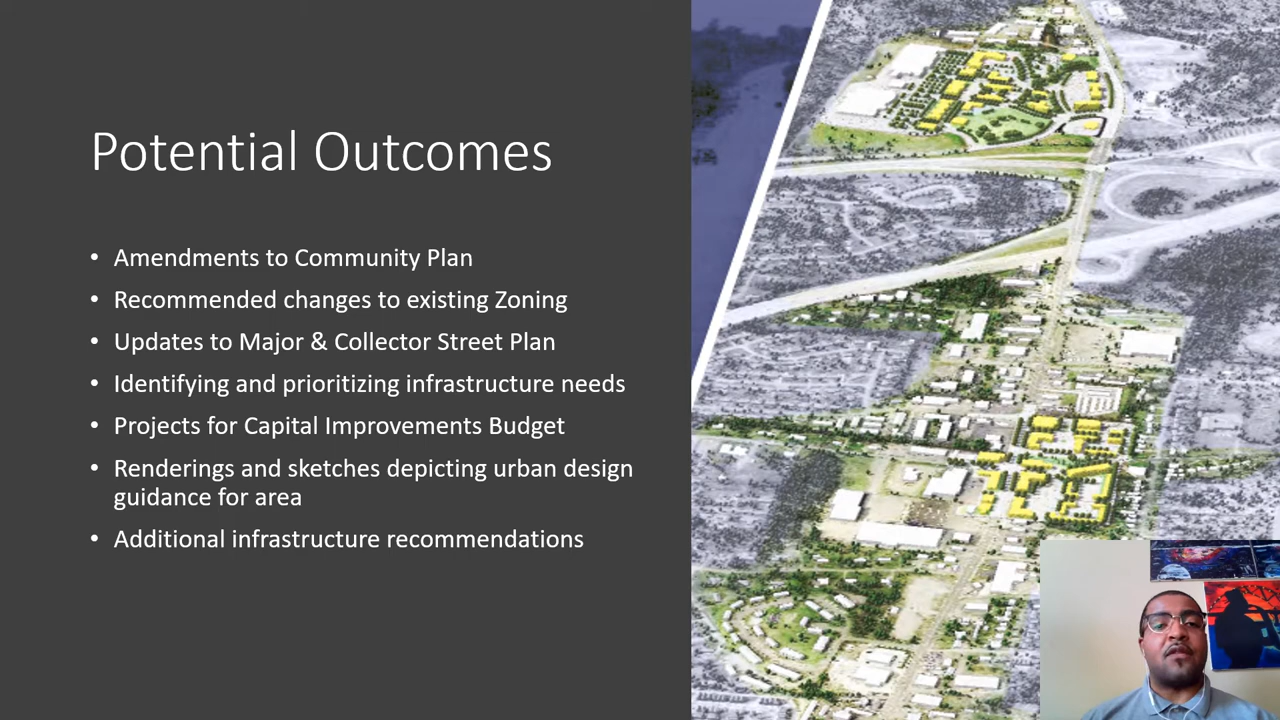 Potential Outcomes
• Amendments to Community Plan
• Recommended changes to existing Zoning
• Updates to Major & Collector Street Plan
• Identifying and prioritizing infrastructure needs
• Projects for Capital Improvements Budget
• Renderings and sketches depicting urban design
guidance for area
• Additional infrastructure recommendations